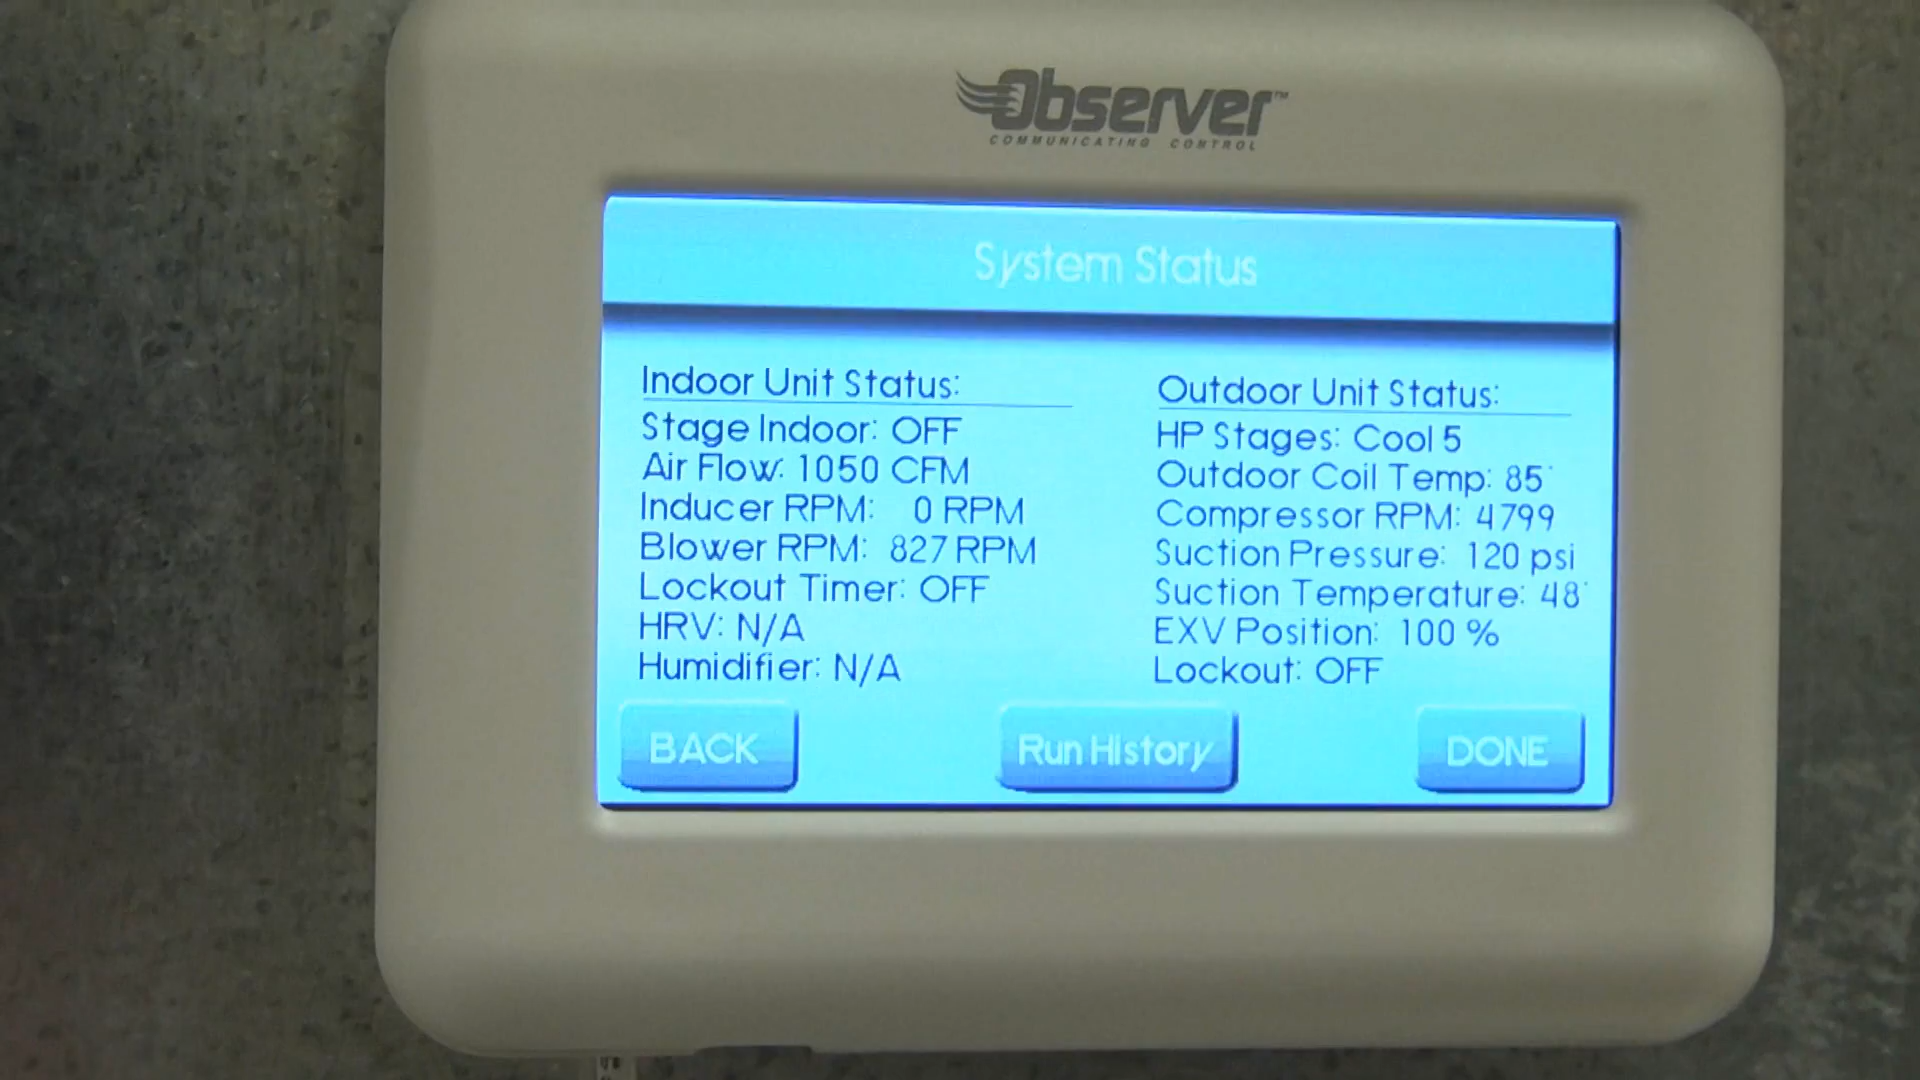 Observer™
COMMUNICATING CONTROL
System Status
Indoor Unit Status:
Stage Indoor: OFF
Air Flow: 1050 CFM
Inducer RPM: 0 RPM
Blower RPM: 827 RPM
Lockout Timer: OFF
HRV: N/A
Humidifier: N/A
Outdoor Unit Status:
HP Stages: Cool 5
Outdoor Coil Temp: 85°
Compressor RPM: 4799
Suction Pressure: 120 psi
Suction Temperature: 48°
EXV Position: 100 %
Lockout: OFF
BACK
Run History
DONE